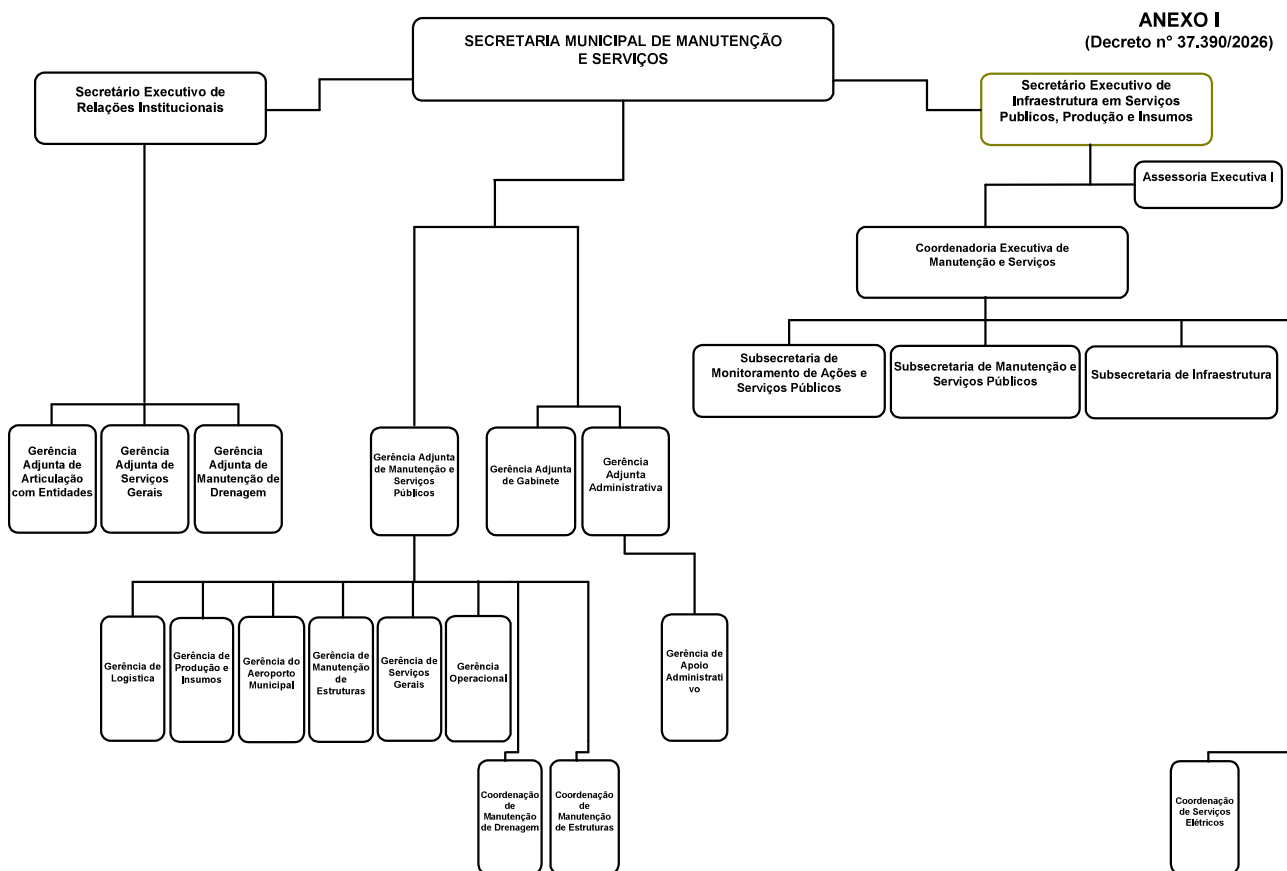 ANEXO I
(Decreto n° 37.390/2026)
SECRETARIA MUNICIPAL DE MANUTENÇÃO
E SERVIÇOS
Secretário Executivo de
Relações Institucionais
Secretário Executivo de
Infraestrutura em Serviços
Publicos, Produção e Insumos
Assessoria Executiva I
Coordenadoria Executiva de
Manutenção e Serviços
Subsecretaria de
Monitoramento de Ações e
Serviços Públicos
Subsecretaria de Manutenção e
Serviços Públicos
Subsecretaria de Infraestrutura
Gerência
Adjunta de
Articulação
com Entidades
Gerência
Adjunta de
Serviços
Gerais
Gerência
Adjunta de
Manutenção de
Drenagem
Gerência Adjunta
de Manutenção e
Serviços
Públicos
Gerência Adjunta
de Gabinete
Gerência
Adjunta
Administrativa
Gerência de
Logística
Gerência de
Produção e
Insumos
Gerência do
Aeroporto
Municipal
Gerência de
Manutenção
de
Estruturas
Gerência de
Serviços
Gerais
Gerência
Operacional
Gerência de
Apoio
Administrati
vo
Coordenação
de
Manutenção
de Drenagem
Coordenação
de
Manutenção
de Estruturas
Coordenação
de Serviços
Elétricos